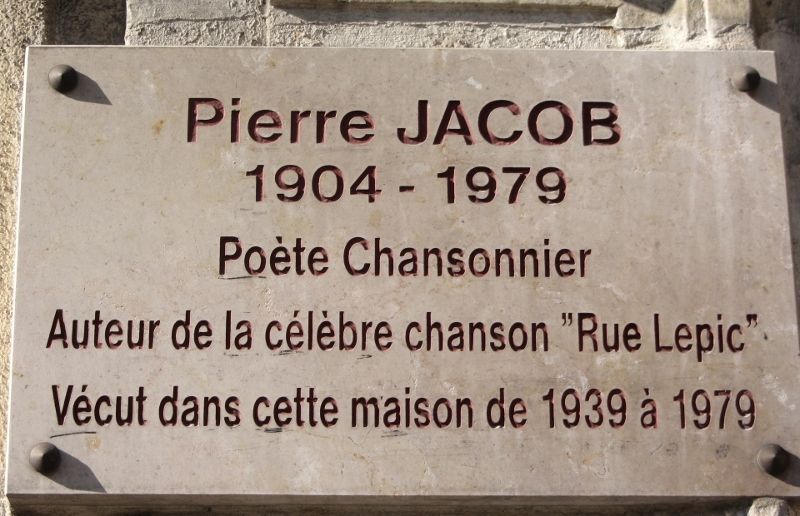 Pierre JACOB
1904 - 1979
Poète Chansonnier
Auteur de la célèbre chanson ”Rue Lepic”
Vécut dans cette maison de 1939 à 1979